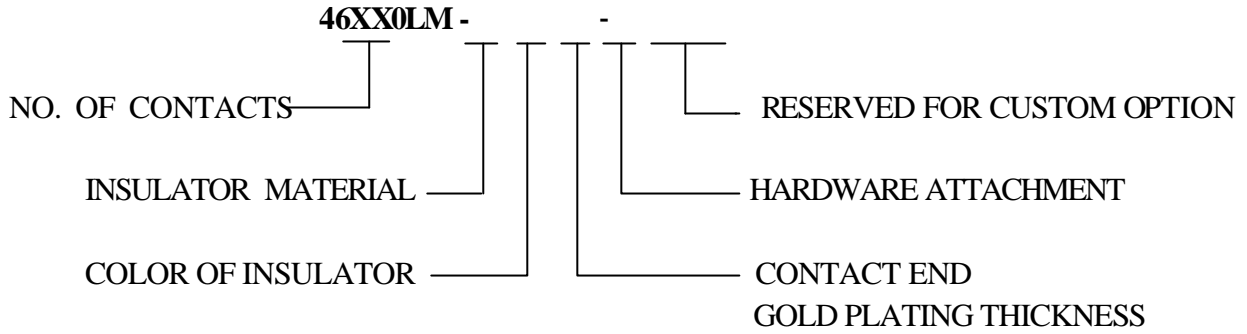 46XX0LM - -
NO. OF CONTACTS
RESERVED FOR CUSTOM OPTION
INSULATOR MATERIAL
HARDWARE ATTACHMENT
COLOR OF INSULATOR
CONTACT END
GOLD PLATING THICKNESS